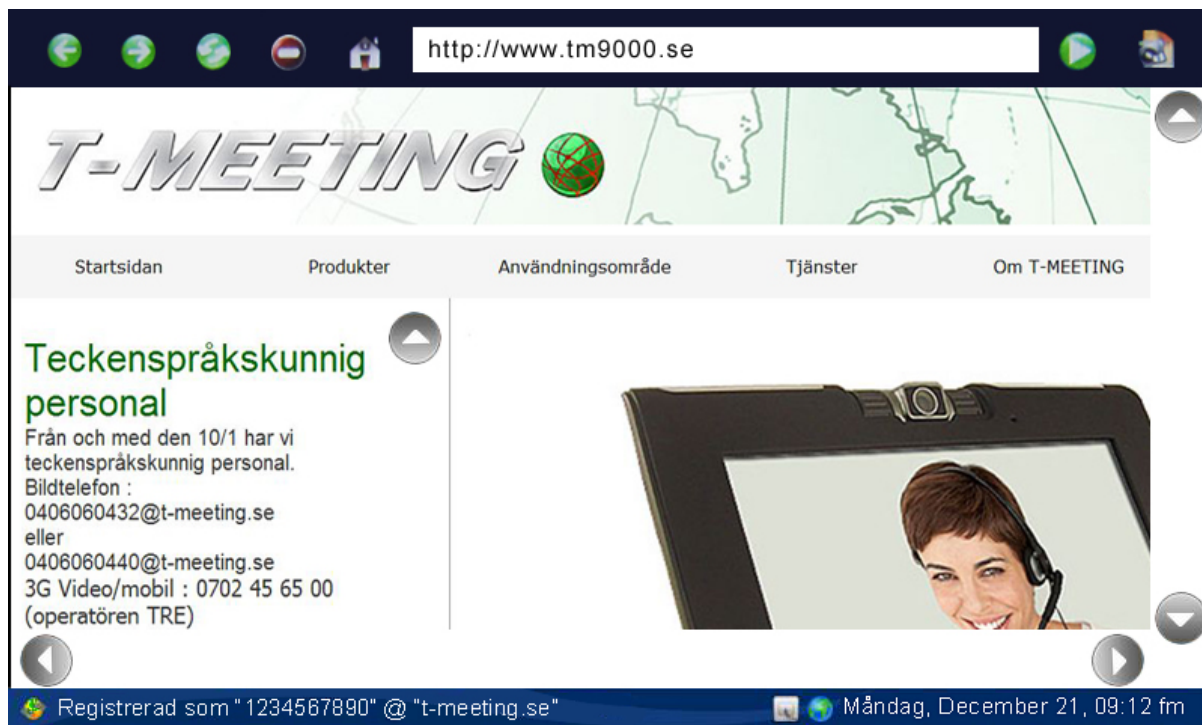 http://www.tm9000.se
T-MEETING
Startsidan Produkter Användningsområde Tjänster Om T-MEETING
Teckenspråkskunnig
personal
Från och med den 10/1 har vi
teckenspråkskunnig personal.
Bildtelefon :
0406060432@t-meeting.se
eller
0406060440@t-meeting.se
3G Video/mobil : 0702 45 65 00
(operatören TRE)
Registrerad som "1234567890" @ "t-meeting.se" Måndag, December 21, 09:12 fm